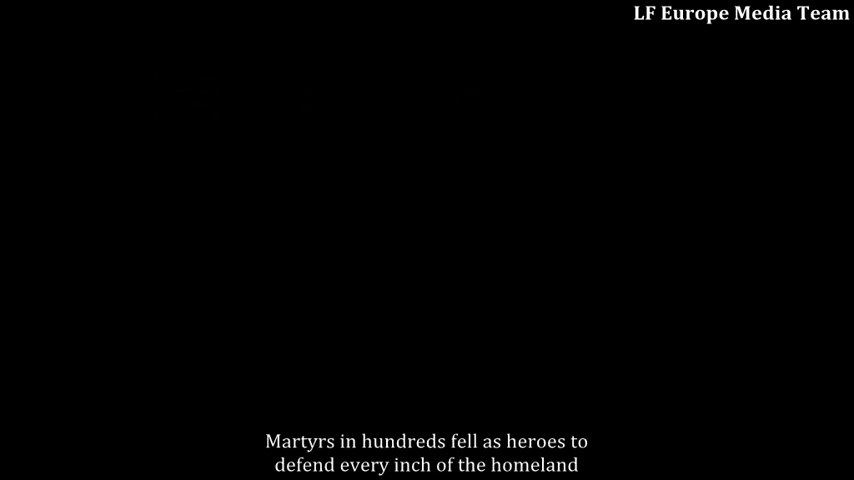 LF Europe Media Team
Martyrs in hundreds fell as heroes to
defend every inch of the homeland